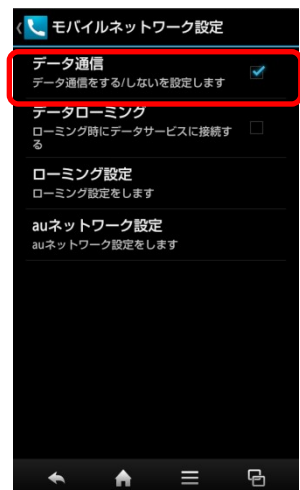 モバイルネットワーク設定
データ通信
データ通信をする/しないを設定します
データローミング
ローミング時にデータサービスに接続す
る
ローミング設定
ローミング設定をします
auネットワーク設定
auネットワーク設定をします